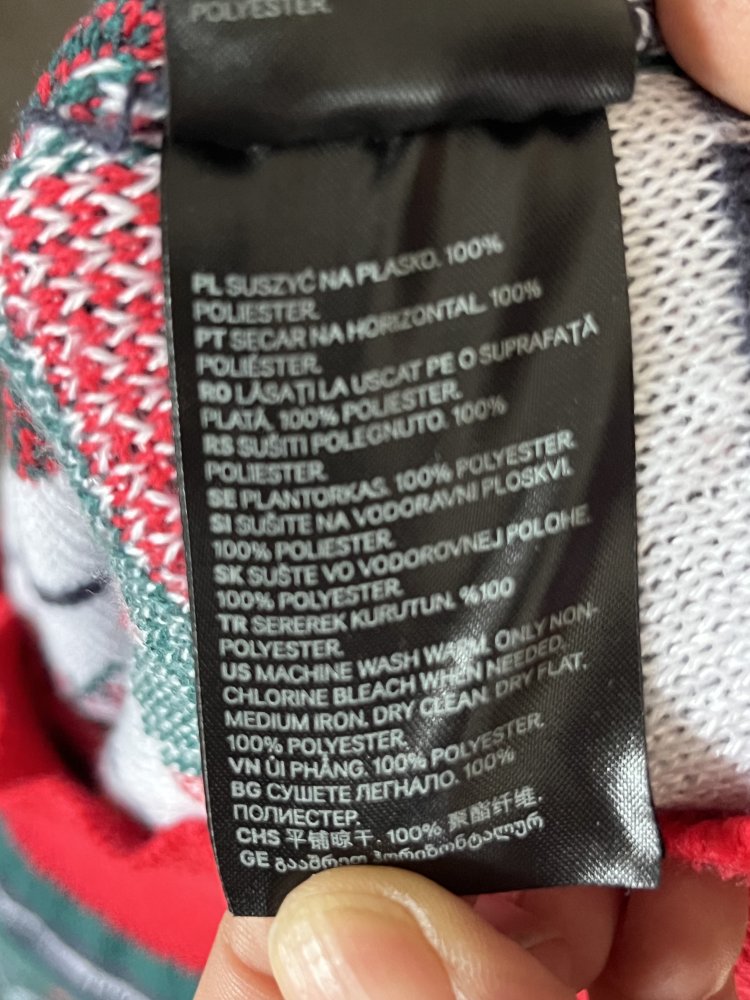 POLYESTER.
PL SUSZYĆ NA PŁASKO. 100%
POLIESTER.
PT SECAR NA HORIZONTAL. 100%
POLIÉSTER.
RO LĂSAȚI LA USCAT PE O SUPRAFAȚĂ
PLATĂ. 100% POLIESTER.
RS SUŠITI POLEGNUTO. 100%
POLIESTER.
SE PLANTORKAS. 100% POLYESTER.
SI SUŠITE NA VODORAVNI PLOSKVI.
100% POLIESTER.
SK SUŠTE VO VODOROVNEJ POLOHE.
100% POLYESTER.
TR SEREREK KURUTUN. %100
POLYESTER.
US MACHINE WASH WARM. ONLY NON-
CHLORINE BLEACH WHEN NEEDED.
MEDIUM IRON. DRY CLEAN. DRY FLAT.
100% POLYESTER.
VN ỦI PHẲNG. 100% POLYESTER.
BG СУШЕТЕ ЛЕГНАЛО. 100%
ПОЛИЕСТЕР.
CHS 平铺晾干. 100% 聚酯纤维.
GE გააშრეთ ჰორიზონტალურ